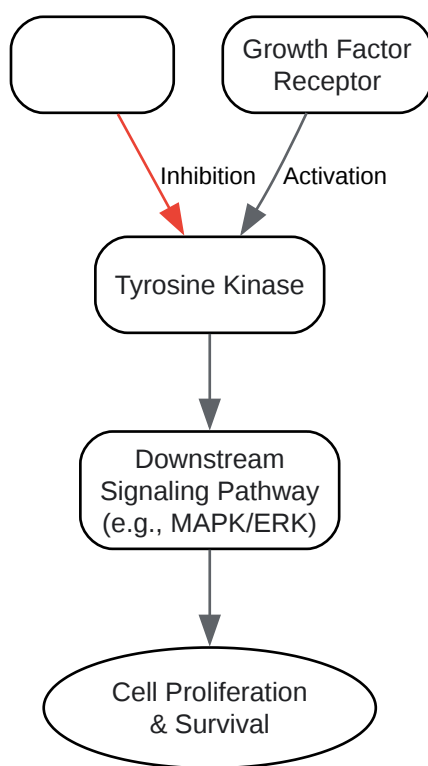 Growth Factor
Receptor
Inhibition
Activation
Tyrosine Kinase
Downstream
Signaling Pathway
(e.g., MAPK/ERK)
Cell Proliferation
& Survival